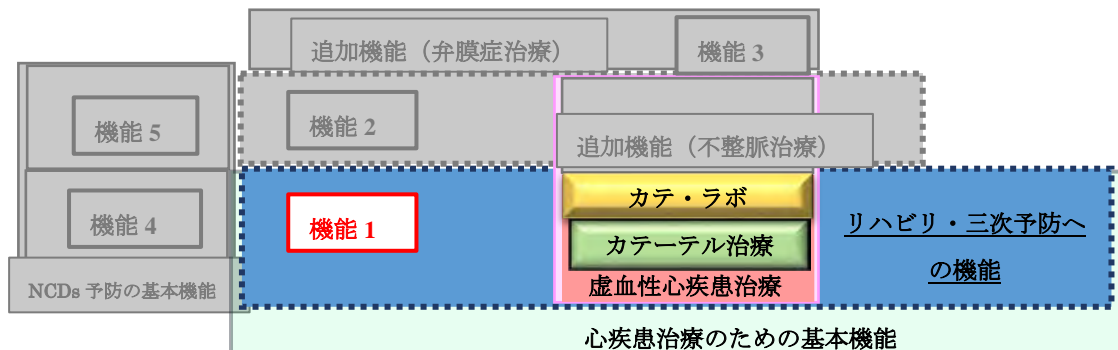 追加機能（弁膜症治療）
機能 3
機能 5
機能 2
追加機能（不整脈治療）
カテ・ラボ
機能 4
機能 1
カテーテル治療
リハビリ・三次予防へ
の機能
NCDs 予防の基本機能
虚血性心疾患治療
心疾患治療のための基本機能